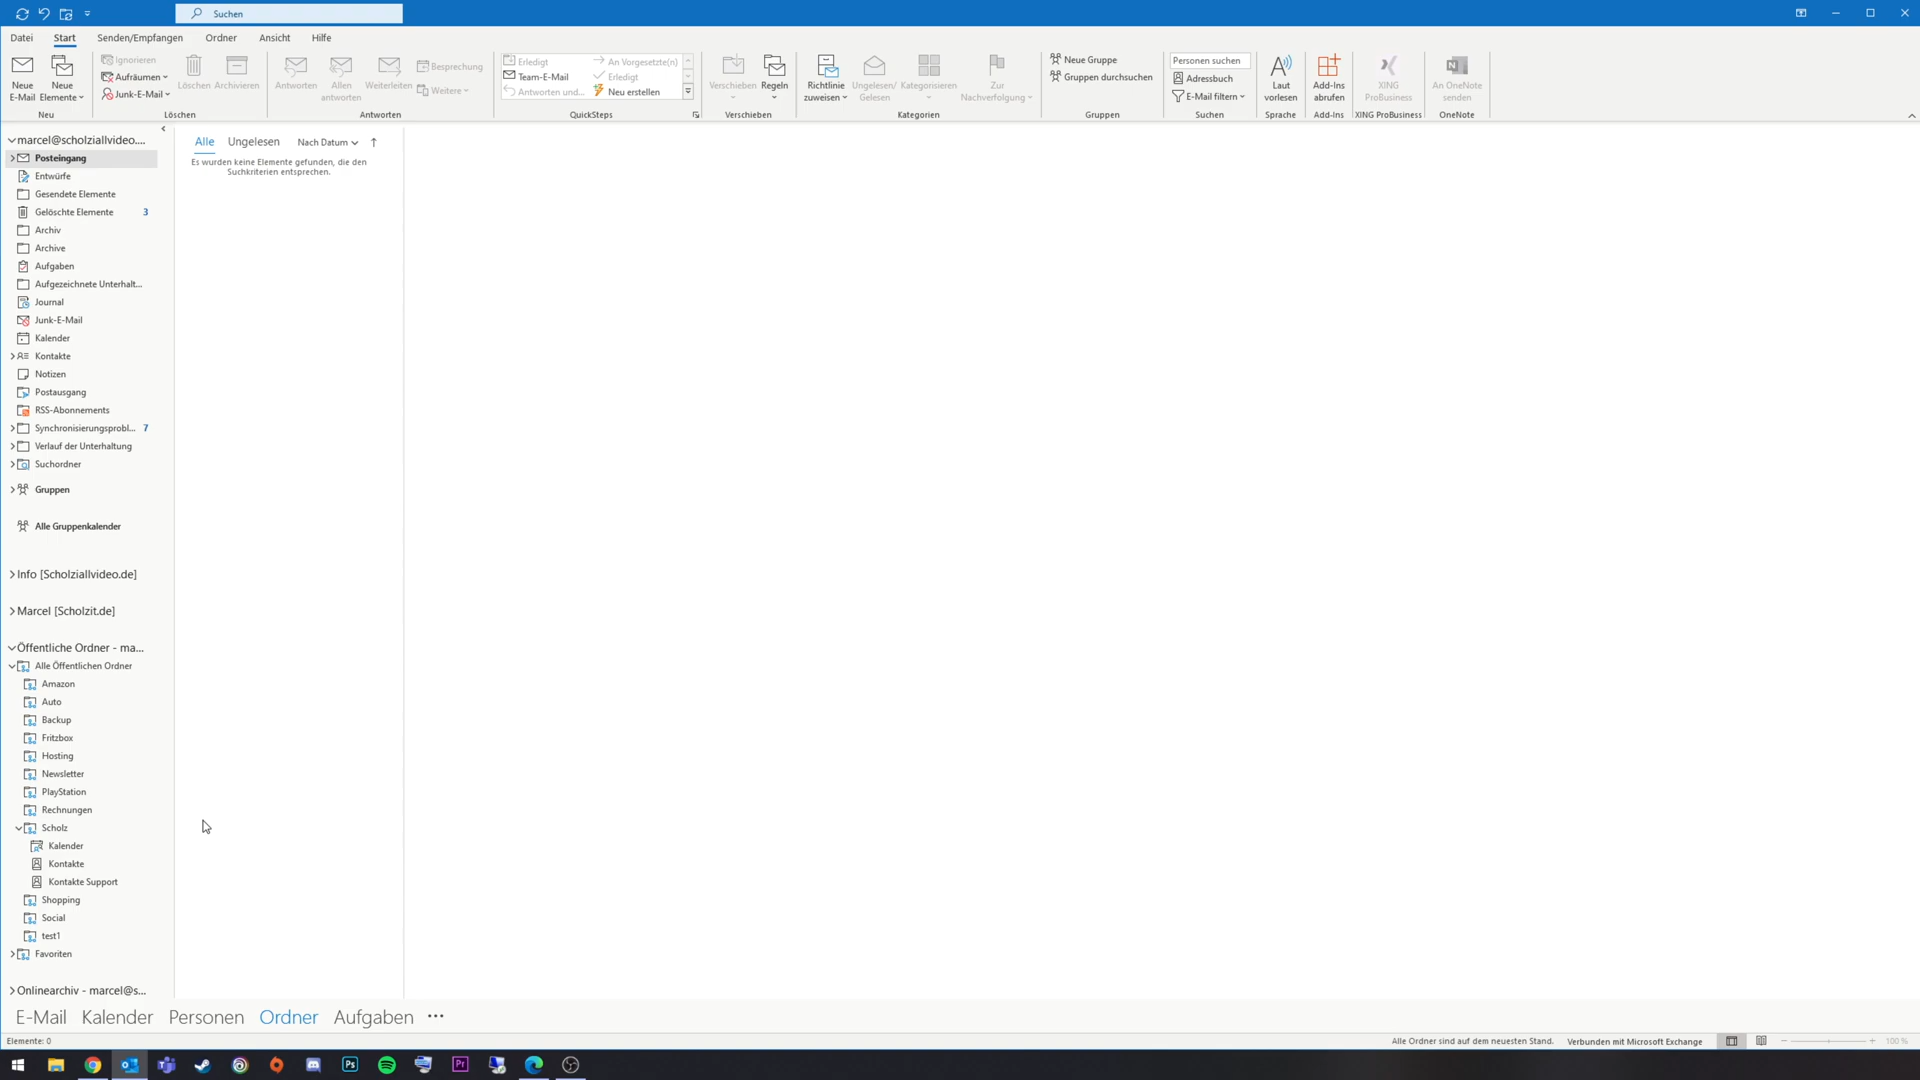 Suchen
Datei Start Senden/Empfangen Ordner Ansicht Hilfe
Neue E-Mail
Neue Elemente
Neu
Ignorieren
Aufräumen
Junk-E-Mail
Löschen
Archivieren
Löschen
Antworten
Allen antworten
Weiterleiten
Besprechung
Weitere
Antworten
Erledigt
Team-E-Mail
Antworten und...
An Vorgesetzte(n)
Erledigt
Neu erstellen
QuickSteps
Verschieben
Regeln
Verschieben
Richtlinie zuweisen
Ungelesen/ Gelesen
Kategorisieren
Zur Nachverfolgung
Kategorien
Neue Gruppe
Gruppen durchsuchen
Gruppen
Personen suchen
Adressbuch
E-Mail filtern
Suchen
Laut vorlesen
Sprache
Add-Ins abrufen
Add-Ins
XING ProBusiness
XING ProBusiness
An OneNote senden
OneNote
marcel@scholziallvideo....
Posteingang
Entwürfe
Gesendete Elemente
Gelöschte Elemente 3
Archiv
Archive
Aufgaben
Aufgezeichnete Unterhalt...
Journal
Junk-E-Mail
Kalender
Kontakte
Notizen
Postausgang
RSS-Abonnements
Synchronisierungsprobl... 7
Verlauf der Unterhaltung
Suchordner
Gruppen
Alle Gruppenkalender
Info [Scholziallvideo.de]
Marcel [Scholzit.de]
Öffentliche Ordner - ma...
Alle Öffentlichen Ordner
Amazon
Auto
Backup
Fritzbox
Hosting
Newsletter
PlayStation
Rechnungen
Scholz
Kalender
Kontakte
Kontakte Support
Shopping
Social
test1
Favoriten
Onlinearchiv - marcel@s...
Alle Ungelesen Nach Datum
Es wurden keine Elemente gefunden, die den
Suchkriterien entsprechen.
E-Mail Kalender Personen Ordner Aufgaben ...
Elemente: 0
Alle Ordner sind auf dem neuesten Stand. Verbunden mit Microsoft Exchange
100 %
Ps
Pr